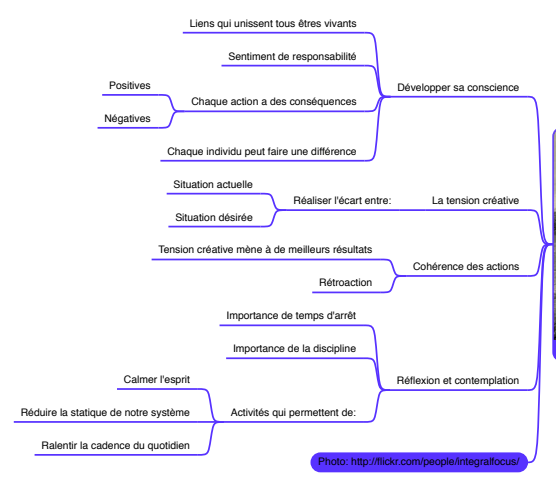 Liens qui unissent tous êtres vivants
Sentiment de responsabilité
Positives
Développer sa conscience
Chaque action a des conséquences
Négatives
Chaque individu peut faire une différence
Situation actuelle
Réaliser l'écart entre:
La tension créative
Situation désirée
Tension créative mène à de meilleurs résultats
Cohérence des actions
Rétroaction
Importance de temps d'arrêt
Importance de la discipline
Calmer l'esprit
Réflexion et contemplation
Réduire la statique de notre système
Activités qui permettent de:
Ralentir la cadence du quotidien
Photo: http://flickr.com/people/integralfocus/